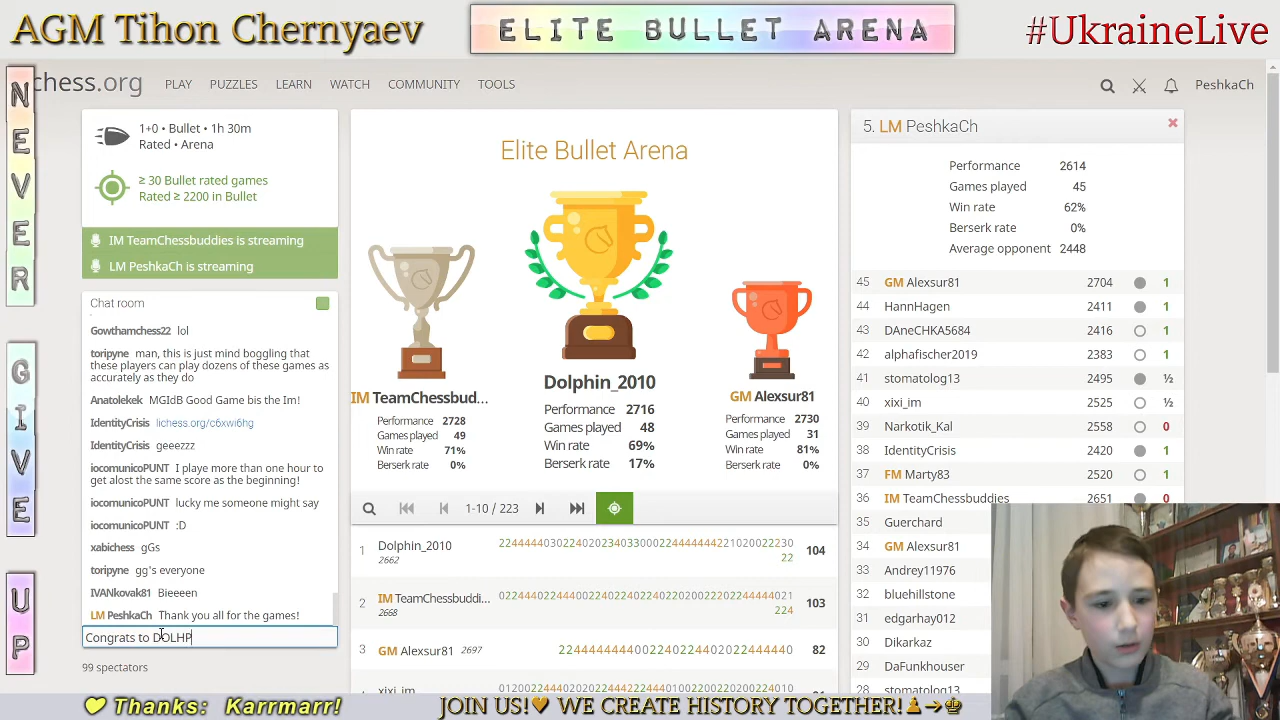 AGM Tihon Chernyaev
ELITE BULLET ARENA
#UkraineLive
NEVER
GIVE
UP
chess.org
PLAY
PUZZLES
LEARN
WATCH
COMMUNITY
TOOLS
PeshkaCh
1+0 • Bullet • 1h 30m
Rated • Arena
≥ 30 Bullet rated games
Rated ≥ 2200 in Bullet
IM TeamChessbuddies is streaming
LM PeshkaCh is streaming
Chat room
Gowthamchess22 lol
toripyne man, this is just mind boggling that
these players can play dozens of these games as
accurately as they do
Anatolekek MGIdB Good Game bis the Im!
IdentityCrisis lichess.org/c6xwi6hg
IdentityCrisis geeezzz
iocomunicoPUNT I playe more than one hour to
get alost the same score as the beginning!
iocomunicoPUNT lucky me someone might say
iocomunicoPUNT :D
xabichess gGs
toripyne gg's everyone
IVANkovak81 Bieeeen
LM PeshkaCh Thank you all for the games!
Congrats to DOLHP
99 spectators
Elite Bullet Arena
IM TeamChessbud...
Performance 2728
Games played 49
Win rate 71%
Berserk rate 0%
Dolphin_2010
Performance 2716
Games played 48
Win rate 69%
Berserk rate 17%
GM Alexsur81
Performance 2730
Games played 31
Win rate 81%
Berserk rate 0%
1-10 / 223
1 Dolphin_2010 2662 104
2 IM TeamChessbuddi... 2668 103
3 GM Alexsur81 2697 82
xixi_im
5. LM PeshkaCh
Performance 2614
Games played 45
Win rate 62%
Berserk rate 0%
Average opponent 2448
45 GM Alexsur81 2704 1
44 HannHagen 2411 1
43 DAneCHKA5684 2416 1
42 alphafischer2019 2383 1
41 stomatolog13 2495 ½
40 xixi_im 2525 ½
39 Narkotik_Kal 2558 0
38 IdentityCrisis 2420 1
37 FM Marty83 2520 1
36 IM TeamChessbuddies 2651 0
35 Guerchard
34 GM Alexsur81
33 Andrey11976
32 bluehillstone
31 edgarhay012
30 Dikarkaz
29 DaFunkhouser
28 stomatolog13
Thanks: Karrmarr!
JOIN US! WE CREATE HISTORY TOGETHER!